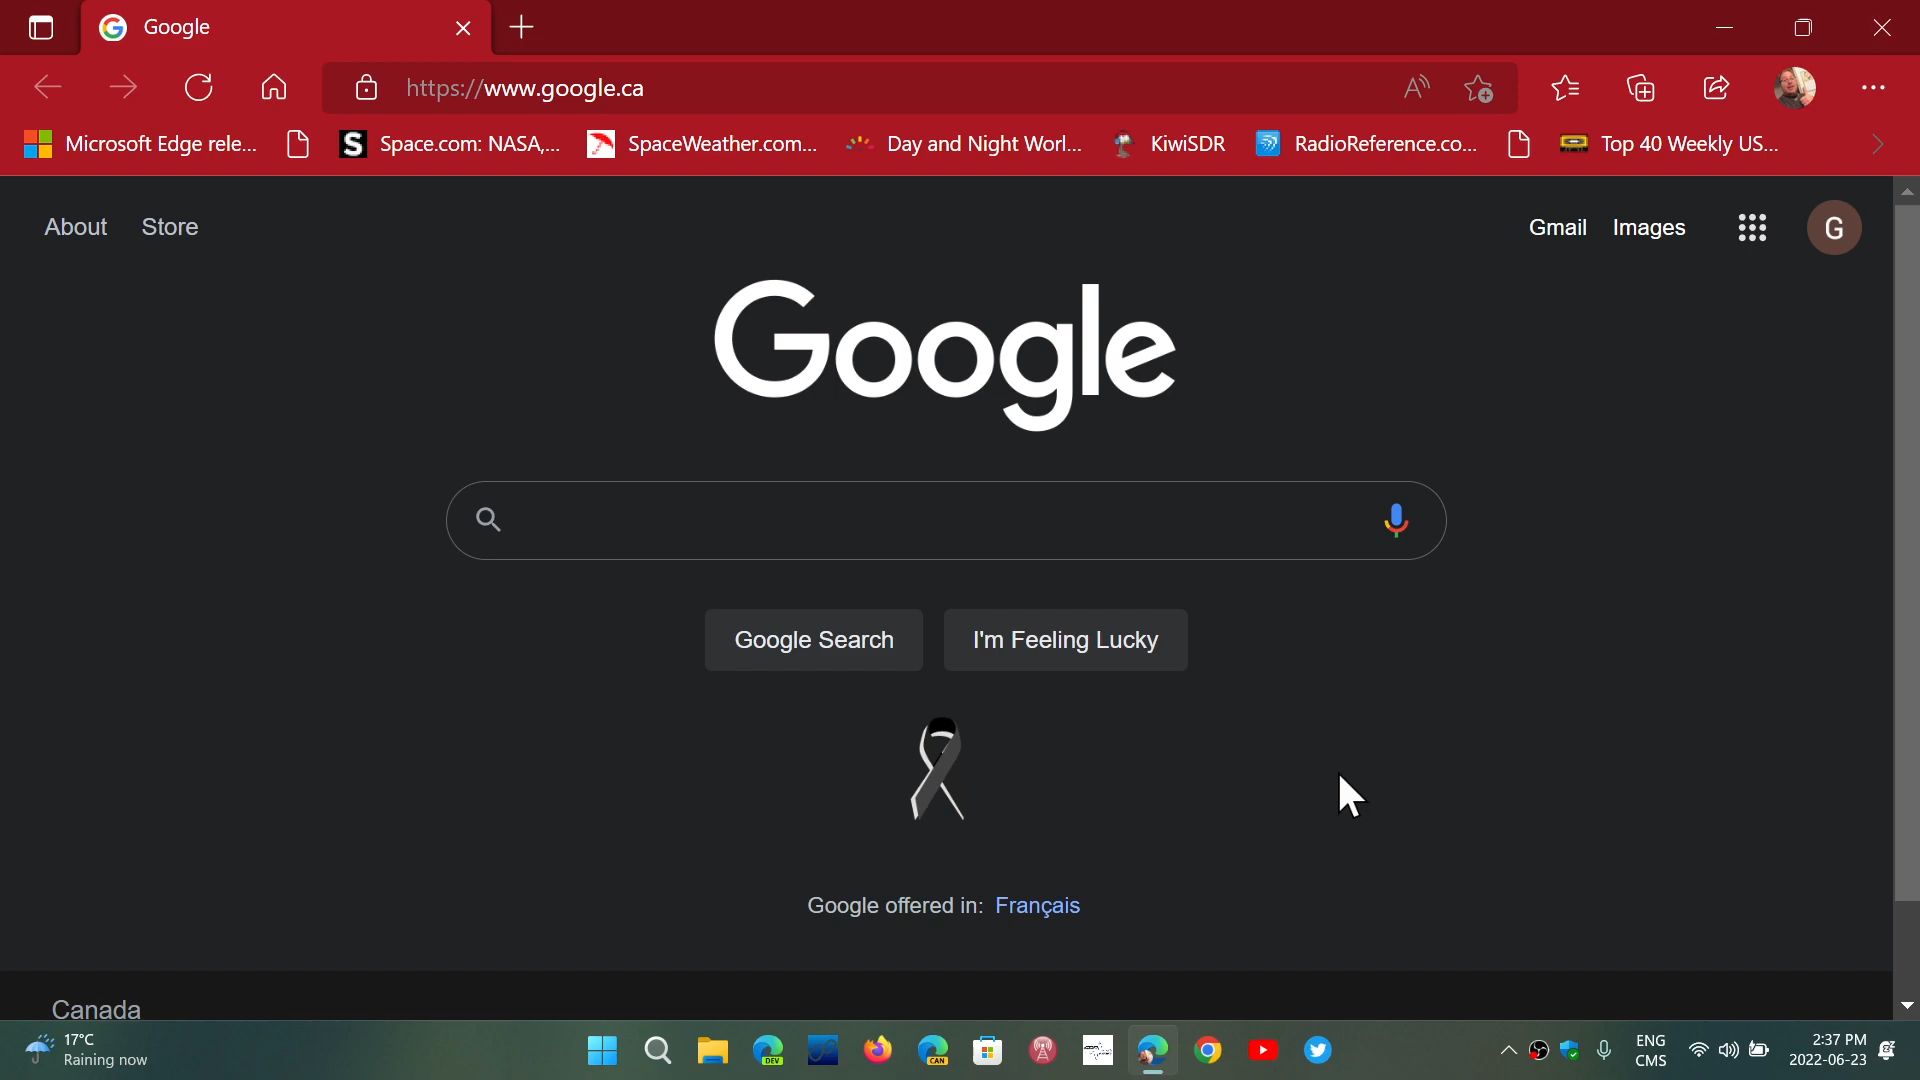 Google
https://www.google.ca
Microsoft Edge rele...
S Space.com: NASA,...
SpaceWeather.com...
Day and Night Worl...
KiwiSDR
RadioReference.co...
Top 40 Weekly US...
About Store
Gmail Images G
Google
Google Search
I'm Feeling Lucky
Google offered in: Français
Canada
17°C
Raining now
DEV
CAN
ENG
CMS
2:37 PM
2022-06-23